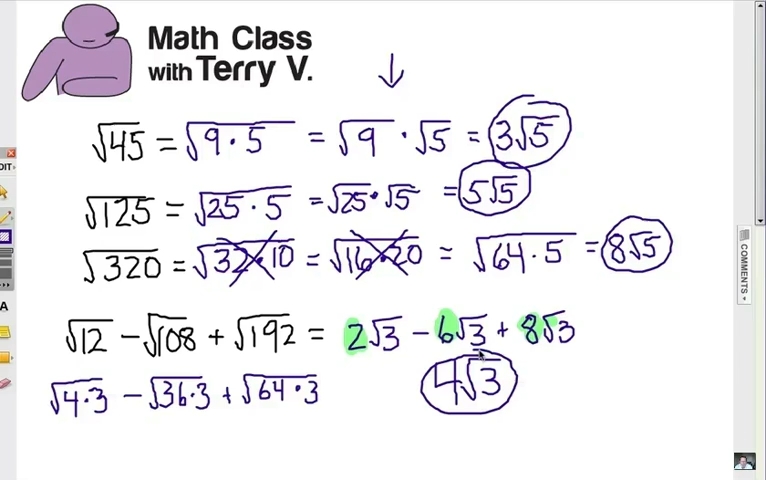 Math Class
with Terry V.
√45 = √9·5 = √9 · √5 = 3√5
√125 = √25·5 = √25·√5 = 5√5
√320 = √32·10 = √16·20 = √64·5 = 8√5
√12 − √108 + √192 = 2√3 − 6√3 + 8√3
√4·3 − √36·3 + √64·3
4√3
DIT
A
COMMENTS